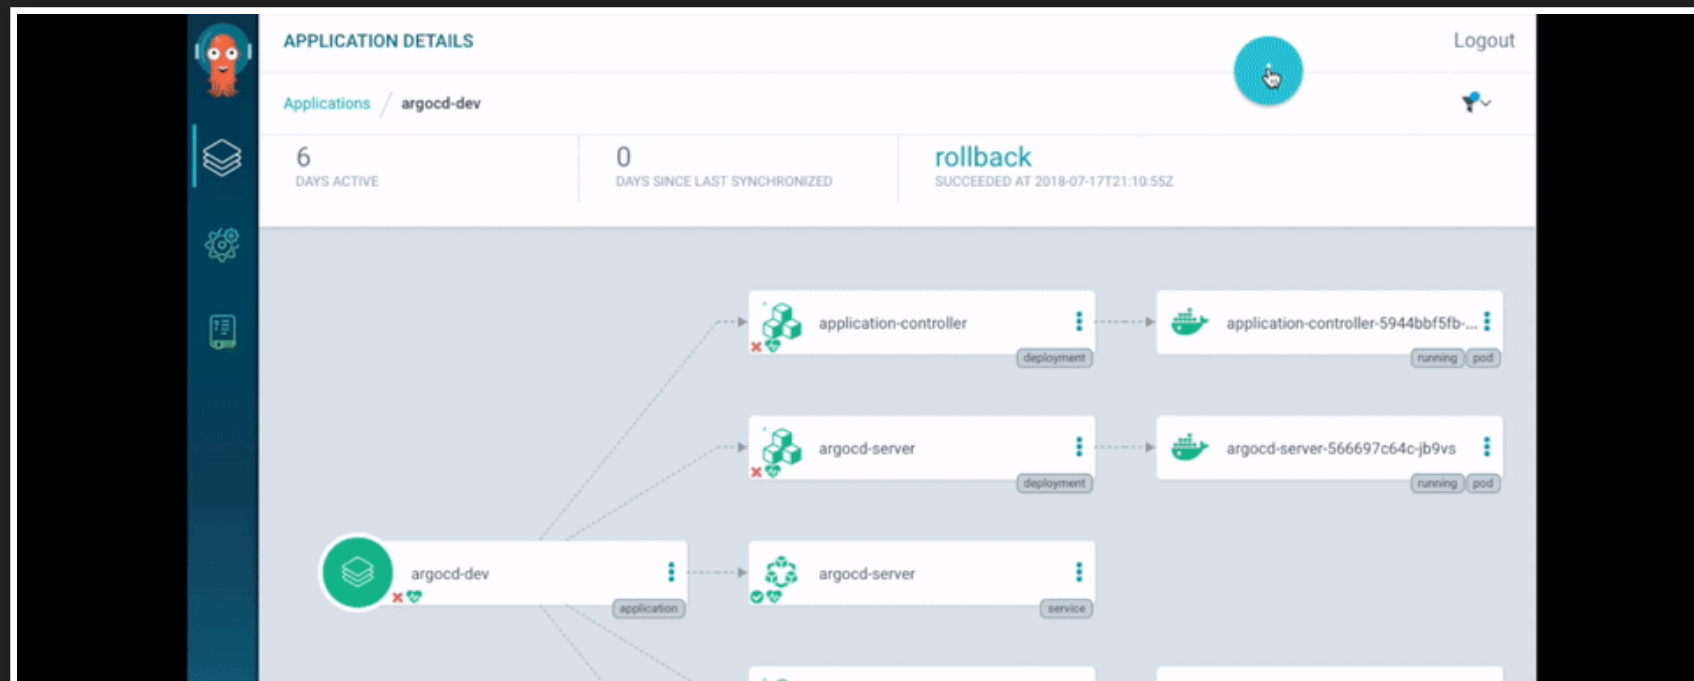 APPLICATION DETAILS
Logout
Applications / argocd-dev
6
DAYS ACTIVE
0
DAYS SINCE LAST SYNCHRONIZED
rollback
SUCCEEDED AT 2018-07-17T21:10:55Z
application-controller
deployment
application-controller-5944bbf5fb-...
running pod
argocd-server
deployment
argocd-server-566697c64c-jb9vs
running pod
argocd-dev
application
argocd-server
service